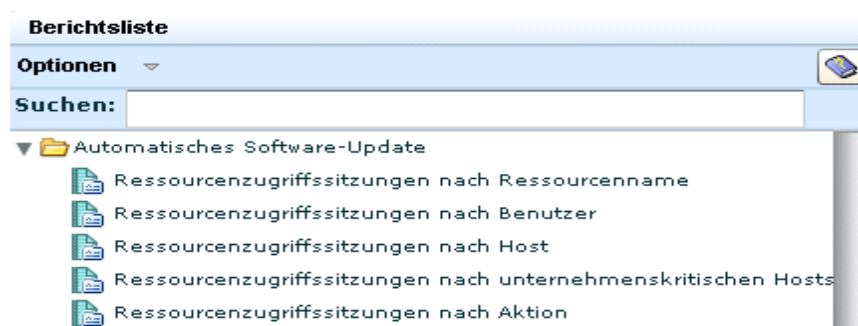 Berichtsliste
Optionen
Suchen:
Automatisches Software-Update
Ressourcenzugriffssitzungen nach Ressourcenname
Ressourcenzugriffssitzungen nach Benutzer
Ressourcenzugriffssitzungen nach Host
Ressourcenzugriffssitzungen nach unternehmenskritischen Hosts
Ressourcenzugriffssitzungen nach Aktion